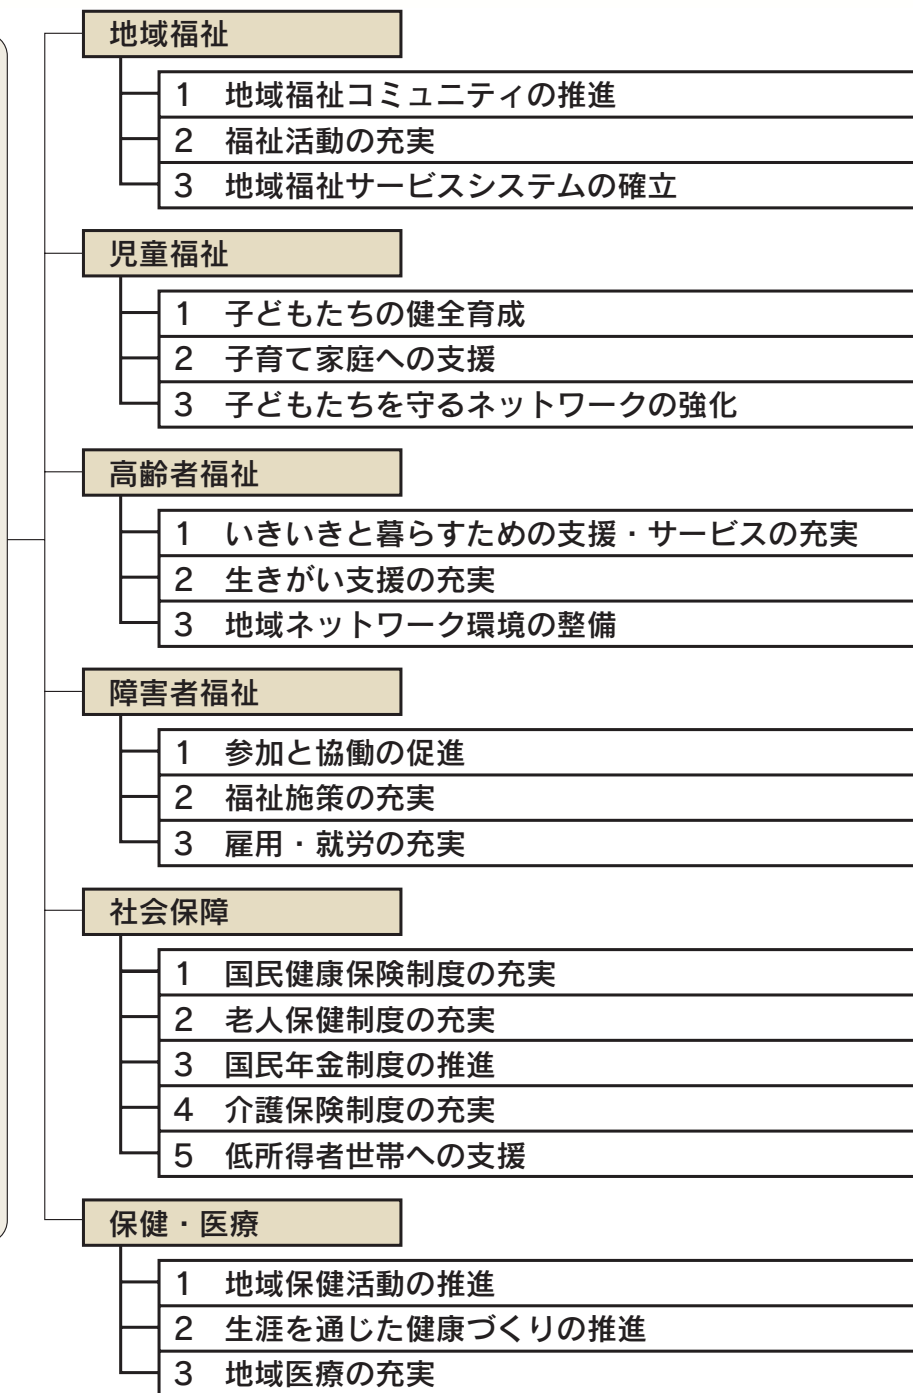 地域福祉
1 地域福祉コミュニティの推進
2 福祉活動の充実
3 地域福祉サービスシステムの確立
児童福祉
1 子どもたちの健全育成
2 子育て家庭への支援
3 子どもたちを守るネットワークの強化
高齢者福祉
1 いきいきと暮らすための支援・サービスの充実
2 生きがい支援の充実
3 地域ネットワーク環境の整備
障害者福祉
1 参加と協働の促進
2 福祉施策の充実
3 雇用・就労の充実
社会保障
1 国民健康保険制度の充実
2 老人保健制度の充実
3 国民年金制度の推進
4 介護保険制度の充実
5 低所得者世帯への支援
保健・医療
1 地域保健活動の推進
2 生涯を通じた健康づくりの推進
3 地域医療の充実